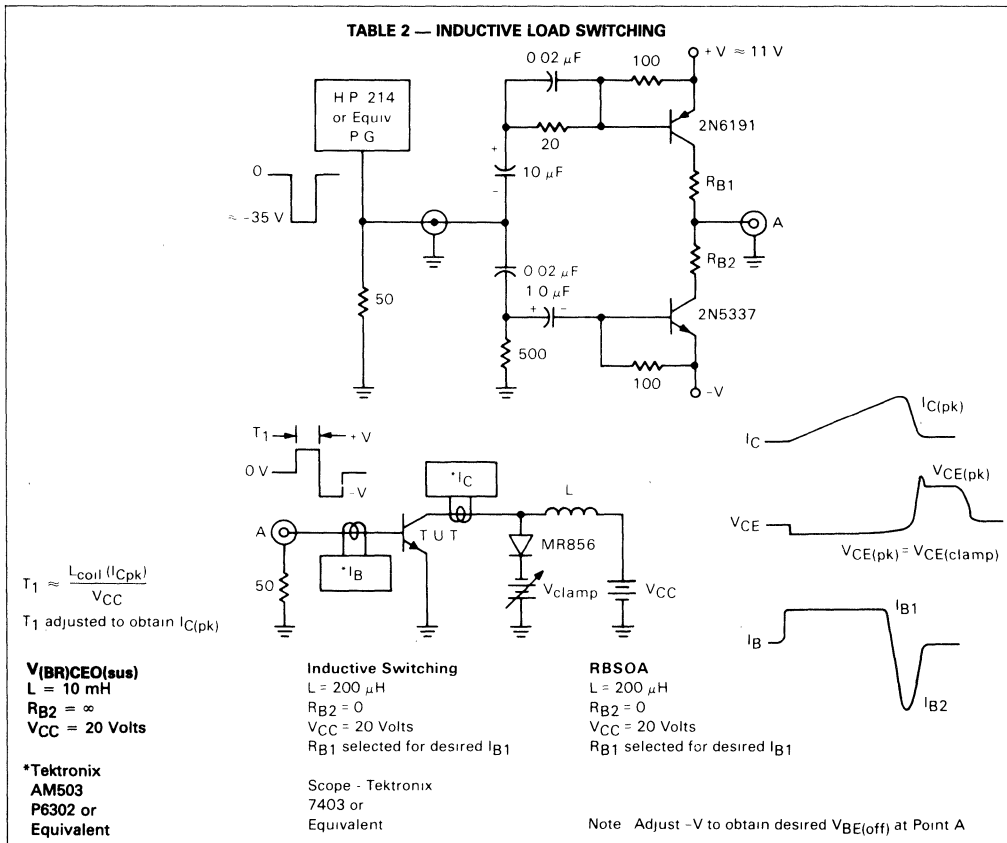 TABLE 2 — INDUCTIVE LOAD SWITCHING
+V ≈ 11 V
0 02 μF
100
HP 214
or Equiv
P G
2N6191
20
+
10 μF
-
RB1
0
≈ -35 V
A
RB2
0 02 μF
50
1 0 μF
+ -
2N5337
500
100
-V
T1
+V
0 V
-V
*IC
L
IC
IC(pk)
A
T U T
MR856
*IB
50
Vclamp
VCC
VCE
VCE(pk)
VCE(pk) = VCE(clamp)
T1 ≈ Lcoil (ICpk)
VCC
T1 adjusted to obtain IC(pk)
IB
IB1
IB2
V(BR)CEO(sus)
L = 10 mH
RB2 = ∞
VCC = 20 Volts
Inductive Switching
L = 200 μH
RB2 = 0
VCC = 20 Volts
RB1 selected for desired IB1
RBSOA
L = 200 μH
RB2 = 0
VCC = 20 Volts
RB1 selected for desired IB1
*Tektronix
AM503
P6302 or
Equivalent
Scope - Tektronix
7403 or
Equivalent
Note Adjust -V to obtain desired VBE(off) at Point A